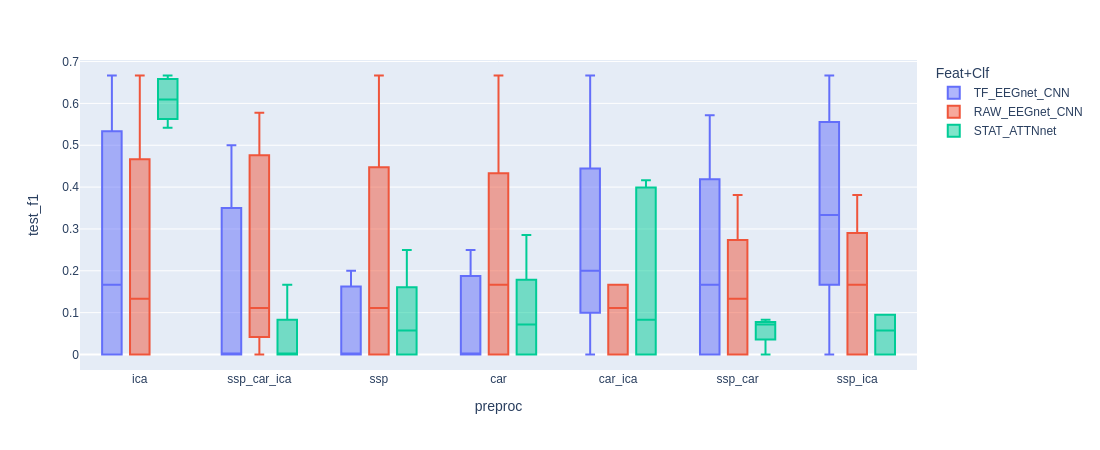 Feat+Clf
TF_EEGnet_CNN
RAW_EEGnet_CNN
STAT_ATTNnet
test_f1
0.7
0.6
0.5
0.4
0.3
0.2
0.1
0
ica
ssp_car_ica
ssp
car
car_ica
ssp_car
ssp_ica
preproc